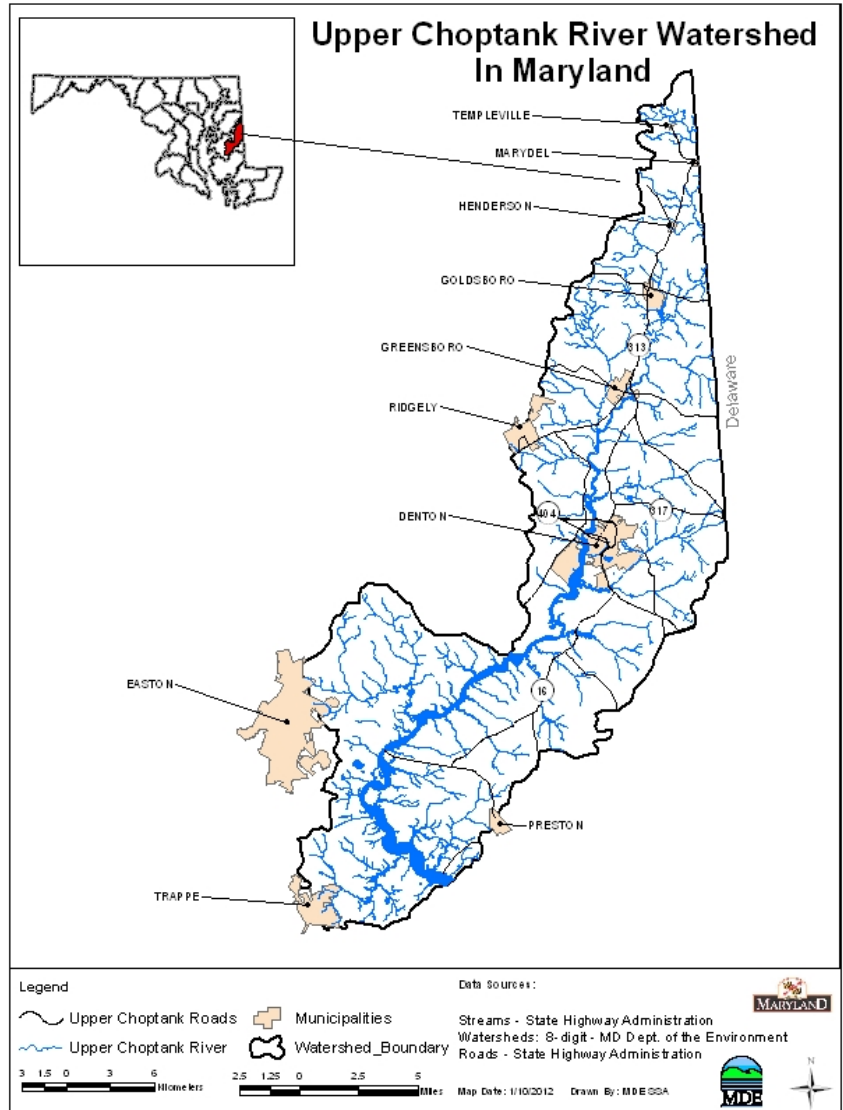 Upper Choptank River Watershed
In Maryland
TEMPLEVILLE
MARYDEL
HENDERSON
GOLDSBORO
313
GREENSBORO
Delaware
RIDGELY
404
317
DENTON
EASTON
16
PRESTON
TRAPPE
Legend
Upper Choptank Roads
Municipalities
Upper Choptank River
Watershed_Boundary
3 1.5 0 3 6
Kilometers
2.5 1.25 0 2.5 5
Miles
Data Sources:
Streams - State Highway Administration
Watersheds: 8-digit - MD Dept. of the Environment
Roads - State Highway Administration
Map Date: 1/10/2012 Drawn By: MDE SSA
MARYLAND
MDE
N